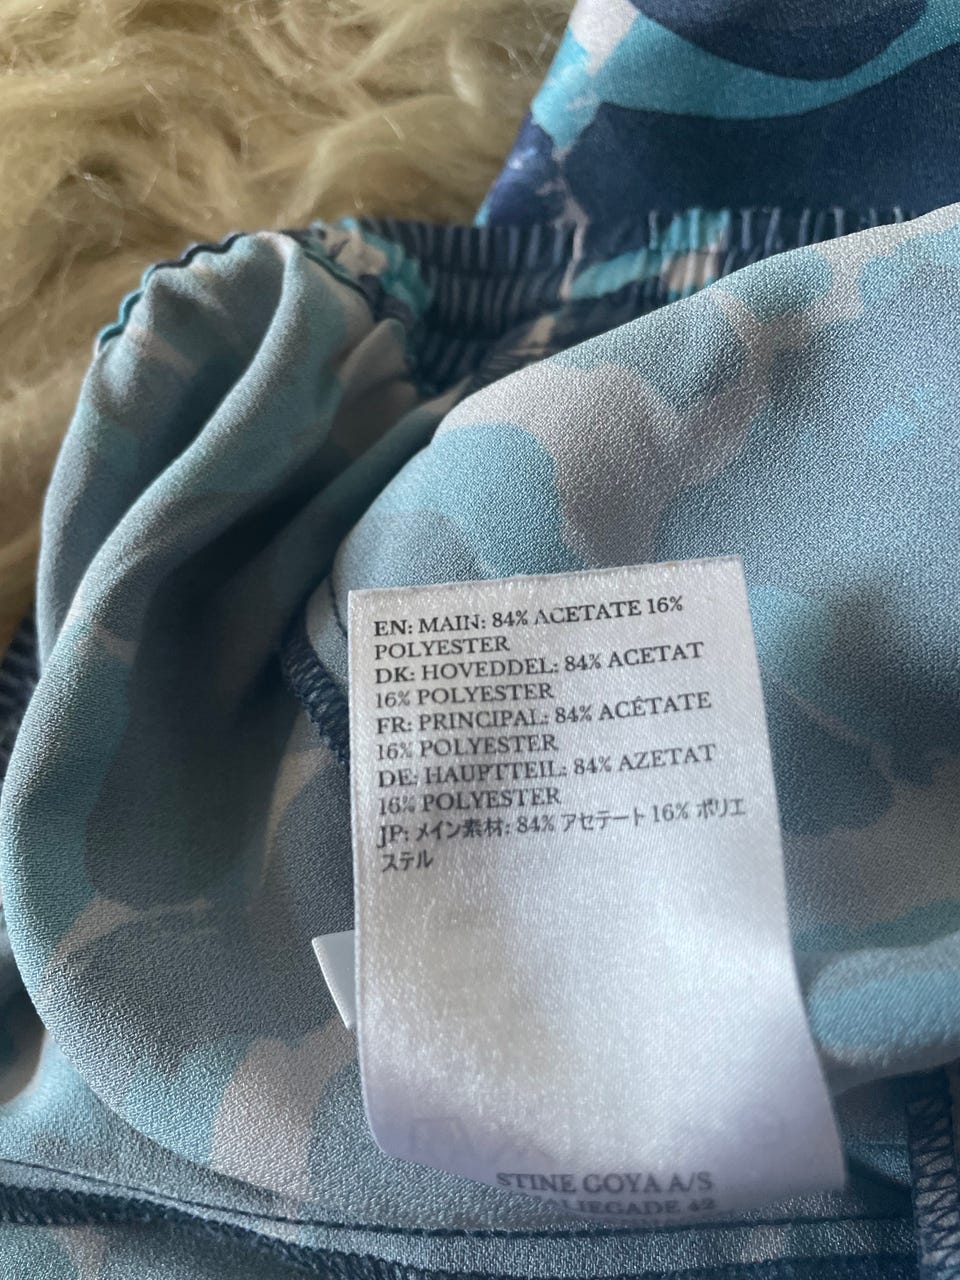 EN: MAIN: 84% ACETATE 16%
POLYESTER
DK: HOVEDDEL: 84% ACETAT
16% POLYESTER
FR: PRINCIPAL: 84% ACÉTATE
16% POLYESTER
DE: HAUPTTEIL: 84% AZETAT
16% POLYESTER
JP: メイン素材: 84% アセテート 16% ポリエ
ステル
STINE GOYA A/S
42